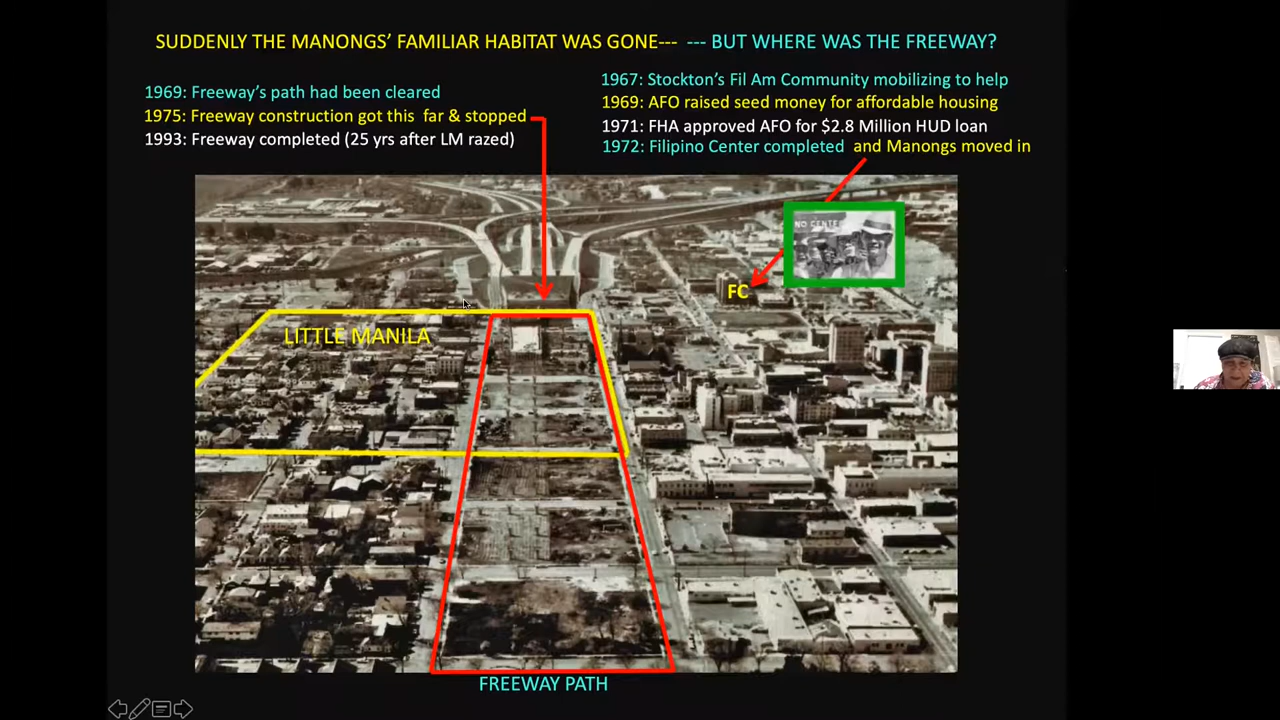 SUDDENLY THE MANONGS' FAMILIAR HABITAT WAS GONE--- --- BUT WHERE WAS THE FREEWAY?
1969: Freeway's path had been cleared
1975: Freeway construction got this far & stopped
1993: Freeway completed (25 yrs after LM razed)
1967: Stockton's Fil Am Community mobilizing to help
1969: AFO raised seed money for affordable housing
1971: FHA approved AFO for $2.8 Million HUD loan
1972: Filipino Center completed and Manongs moved in
NO CENTE
FC
LITTLE MANILA
FREEWAY PATH